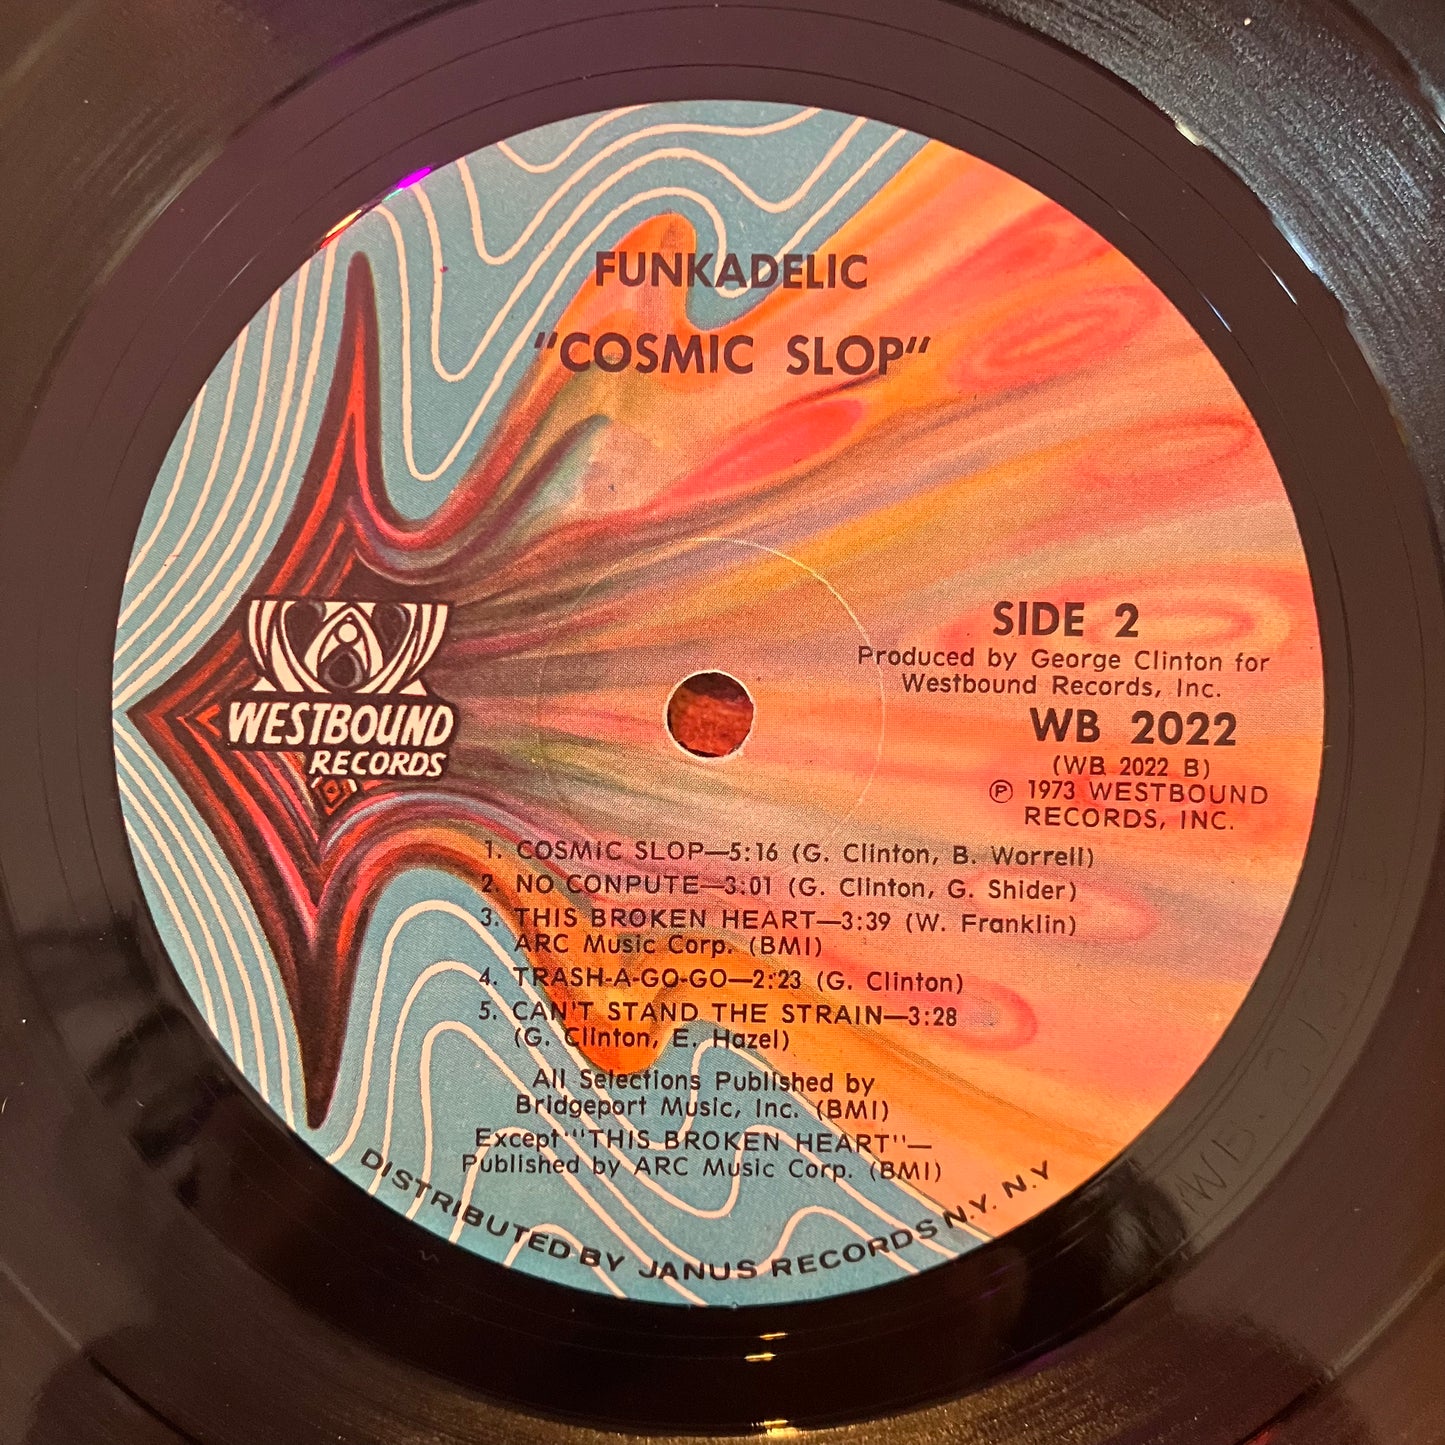 FUNKADELIC
"COSMIC SLOP"
SIDE 2
Produced by George Clinton for
Westbound Records, Inc.
WB 2022
(WB 2022 B)
℗ 1973 WESTBOUND
RECORDS, INC.
WESTBOUND
RECORDS
1. COSMIC SLOP—5:16 (G. Clinton, B. Worrell)
2. NO CONPUTE—3:01 (G. Clinton, G. Shider)
3. THIS BROKEN HEART—3:39 (W. Franklin)
ARC Music Corp. (BMI)
4. TRASH-A-GO-GO—2:23 (G. Clinton)
5. CAN'T STAND THE STRAIN—3:28
(G. Clinton, E. Hazel)
All Selections Published by
Bridgeport Music, Inc. (BMI)
Except "THIS BROKEN HEART"—
Published by ARC Music Corp. (BMI)
DISTRIBUTED BY JANUS RECORDS N.Y. N.Y